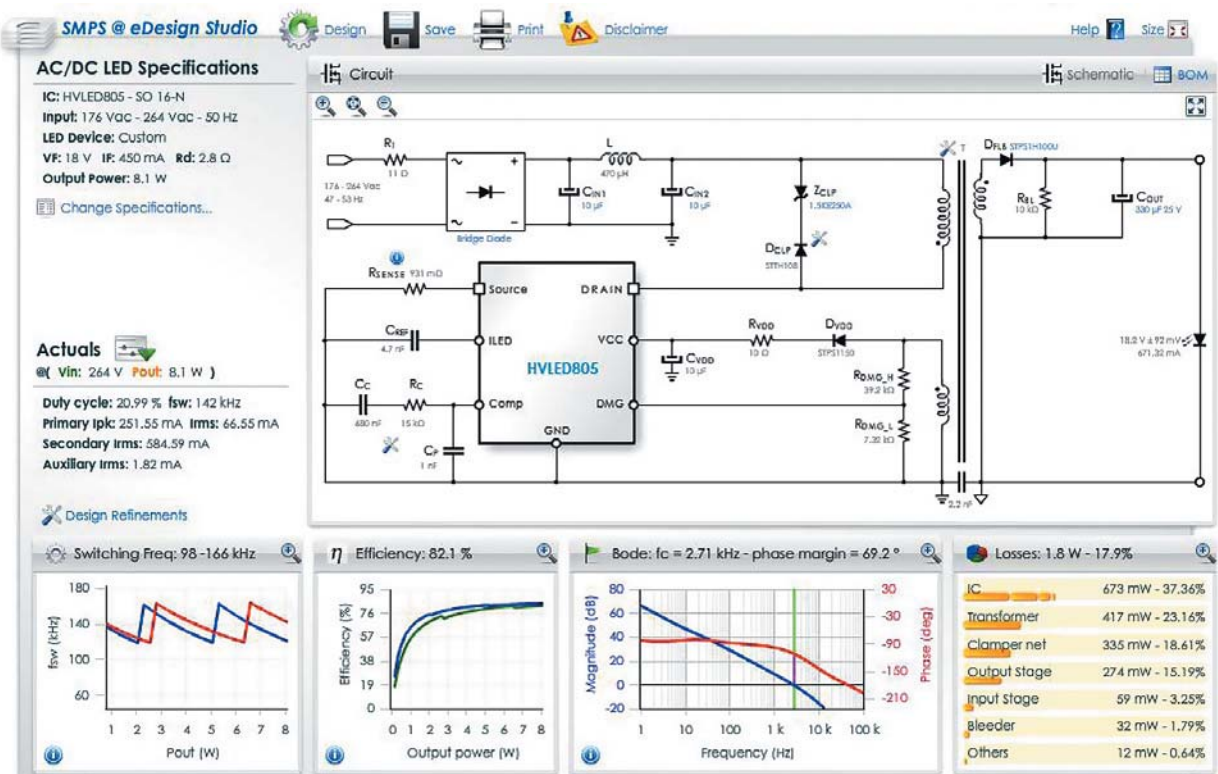 SMPS @ eDesign Studio
Design
Save
Print
Disclaimer
Help
Size
AC/DC LED Specifications
IC: HVLED805 - SO 16-N
Input: 176 Vac - 264 Vac - 50 Hz
LED Device: Custom
VF: 18 V IF: 450 mA Rd: 2.8 Ω
Output Power: 8.1 W
Change Specifications...
Actuals
@( Vin: 264 V Pout: 8.1 W )
Duty cycle: 20.99 % fsw: 142 kHz
Primary Ipk: 251.55 mA Irms: 66.55 mA
Secondary Irms: 584.59 mA
Auxiliary Irms: 1.82 mA
Design Refinements
Circuit
Schematic
BOM
R1
11 Ω
176 - 264 Vac
47 - 53 Hz
Bridge Diode
L
470 µH
CIN1
10 µF
CIN2
10 µF
ZCLP
1.5KE250A
DCLP
STTH108
T
DFLB STPS1H100U
RBL
10 kΩ
COUT
330 µF 25 V
RSENSE 931 mΩ
CREF
4.7 nF
CC
680 nF
RC
15 kΩ
CP
1 nF
Source
ILED
Comp
GND
DRAIN
VCC
DMG
HVLED805
CVDD
10 µF
RVDD
10 Ω
DVDD
STPS1150
RDMG_H
39.2 kΩ
RDMG_L
7.32 kΩ
2.2 nF
18.2 V ± 92 mV
671.32 mA
Switching Freq: 98 -166 kHz
fsw (kHz)
180
140
100
60
1 2 3 4 5 6 7 8
Pout (W)
η Efficiency: 82.1 %
Efficiency (%)
95
76
57
38
19
0
0 1 2 3 4 5 6 7 8
Output power (W)
Bode: fc = 2.71 kHz - phase margin = 69.2 °
Magnitude (dB)
80
60
40
20
0
-20
1 10 100 1 k 10 k 100 k
Frequency (Hz)
30
-30
-90
-150
-210
Phase (deg)
Losses: 1.8 W - 17.9%
IC 673 mW - 37.36%
Transformer 417 mW - 23.16%
Clamper net 335 mW - 18.61%
Output Stage 274 mW - 15.19%
Input Stage 59 mW - 3.25%
Bleeder 32 mW - 1.79%
Others 12 mW - 0.64%